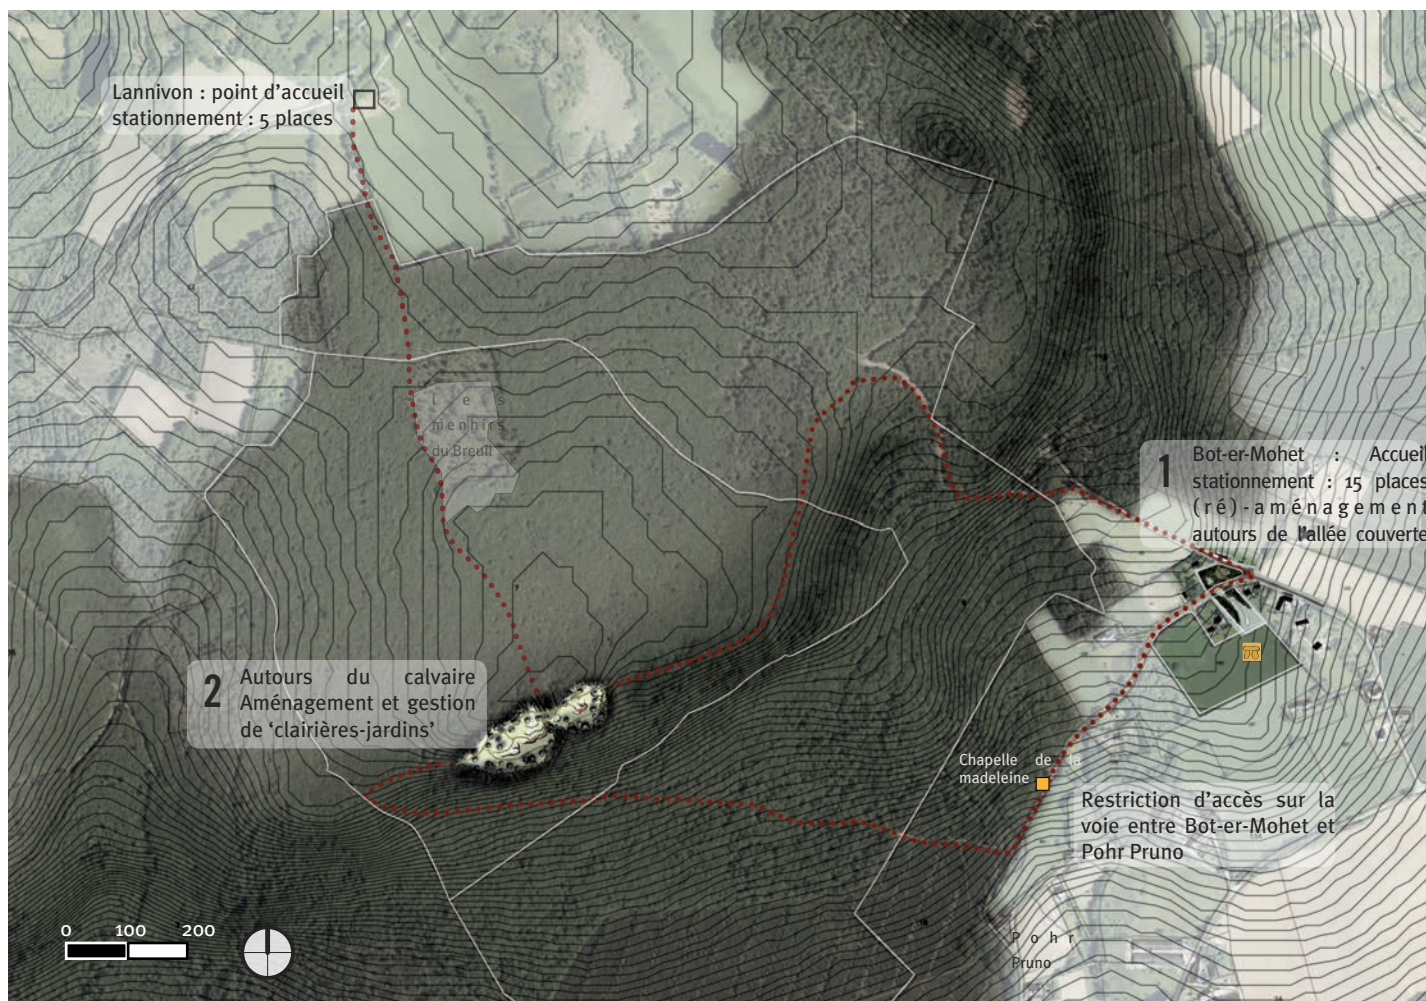 Lannivon : point d’accueil
stationnement : 5 places
les
menhirs
du Breuil
1
Bot-er-Mohet : Accueil
stationnement : 15 places
(ré)-aménagement
autours de l’allée couverte
2
Autours du calvaire
Aménagement et gestion
de ‘clairières-jardins’
Chapelle de la
madeleine
Restriction d’accès sur la
voie entre Bot-er-Mohet et
Pohr Pruno
Pohr
Pruno
0 100 200